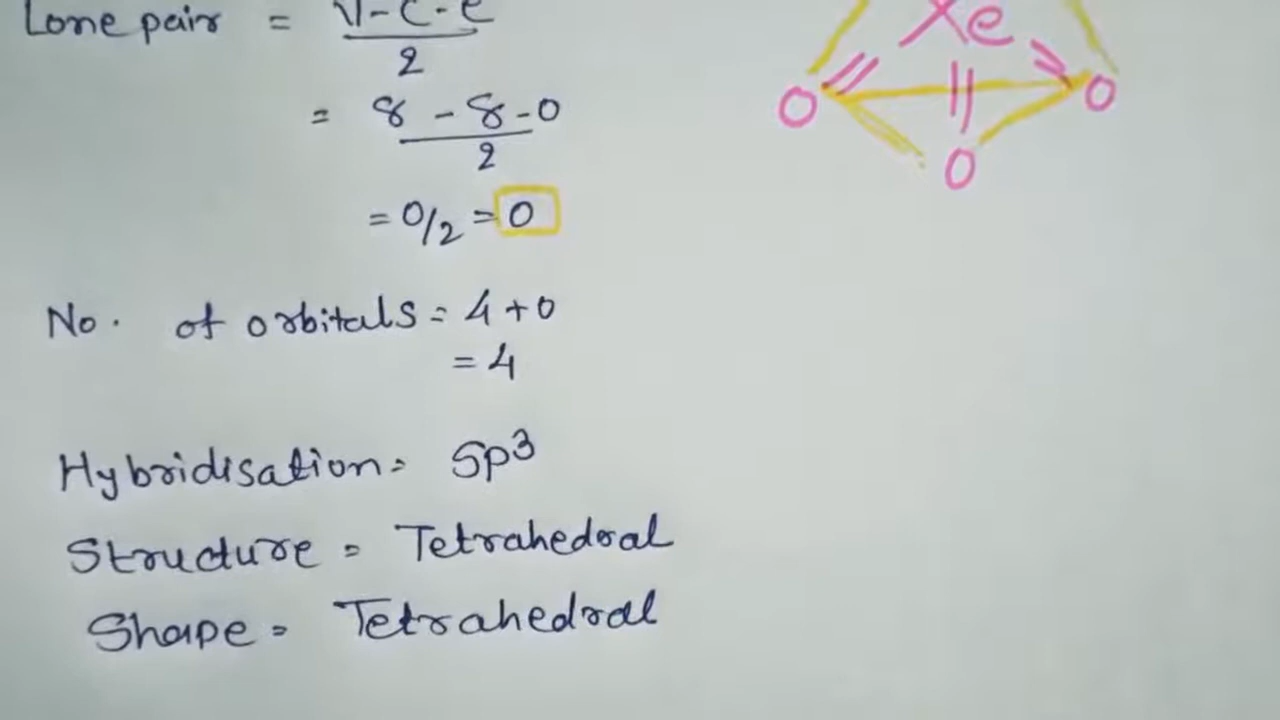 Lone pair = V-C-C
2
Xe
= 8 - 8 - 0
2
O O
O
= 0/2 = 0
No. of orbitals = 4 + 0
= 4
Hybridisation = Sp³
Structure = Tetrahedral
Shape = Tetrahedral